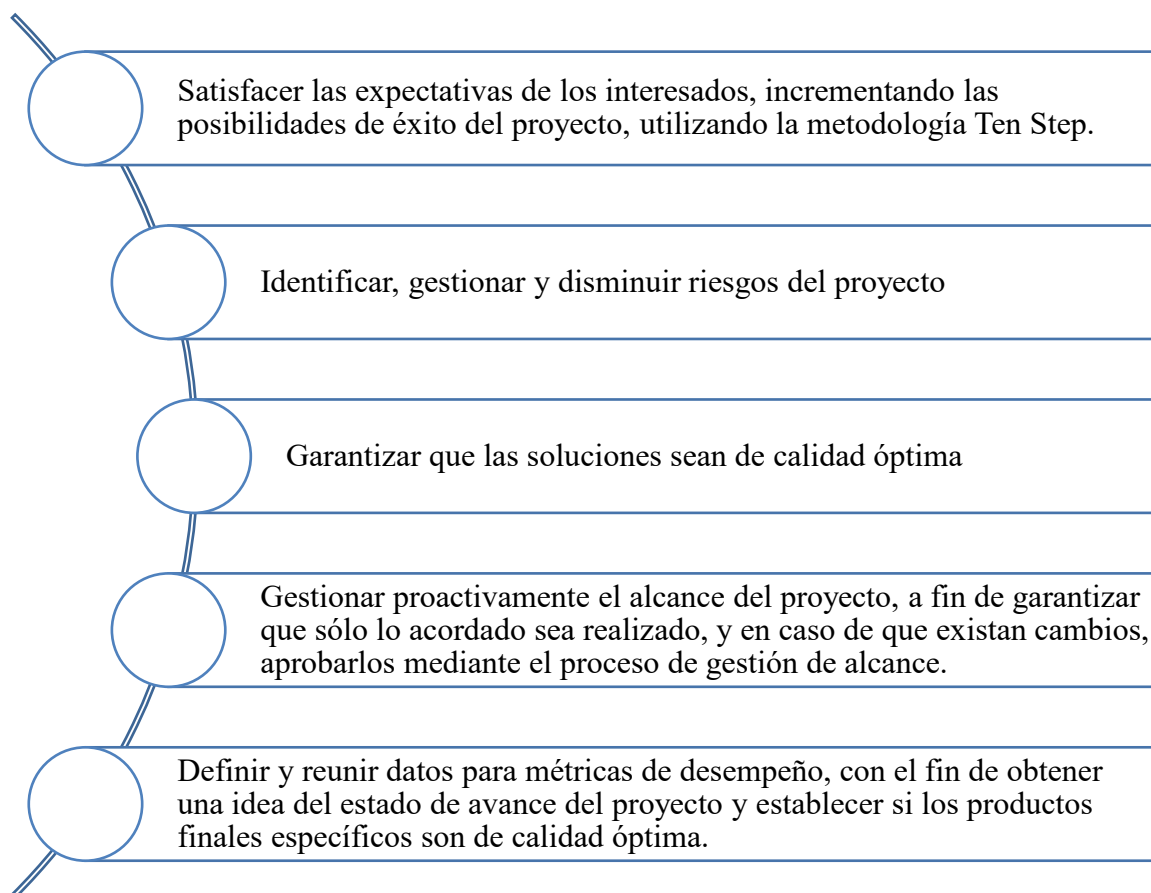 Satisfacer las expectativas de los interesados, incrementando las
posibilidades de éxito del proyecto, utilizando la metodología Ten Step.
Identificar, gestionar y disminuir riesgos del proyecto
Garantizar que las soluciones sean de calidad óptima
Gestionar proactivamente el alcance del proyecto, a fin de garantizar
que sólo lo acordado sea realizado, y en caso de que existan cambios,
aprobarlos mediante el proceso de gestión de alcance.
Definir y reunir datos para métricas de desempeño, con el fin de obtener
una idea del estado de avance del proyecto y establecer si los productos
finales específicos son de calidad óptima.